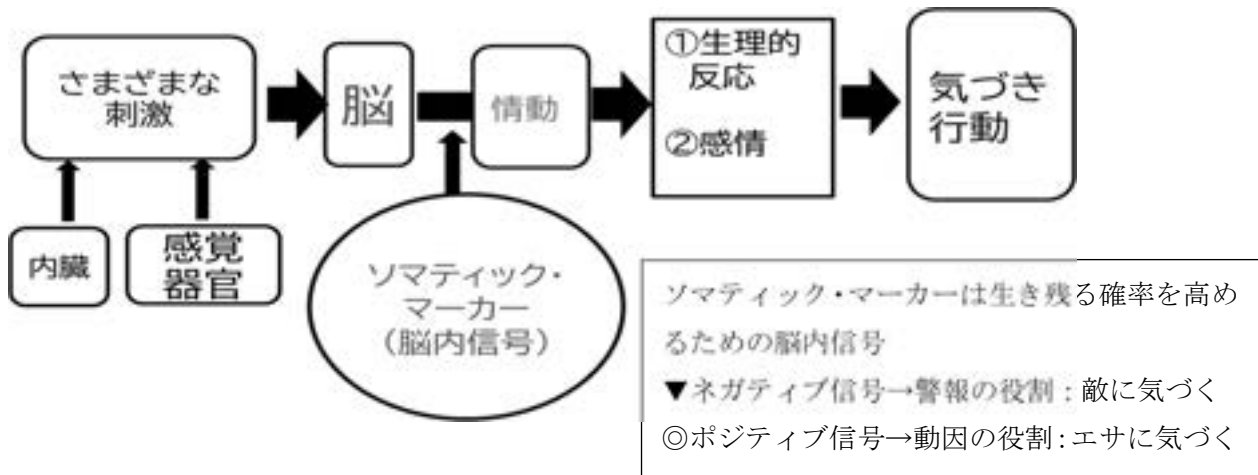 さまざまな
刺激
脳
情動
①生理的
反応
②感情
気づき
行動
内臓
感覚
器官
ソマティック・
マーカー
（脳内信号）
ソマティック・マーカーは生き残る確率を高め
るための脳内信号
▼ネガティブ信号→警報の役割：敵に気づく
◎ポジティブ信号→動因の役割：エサに気づく